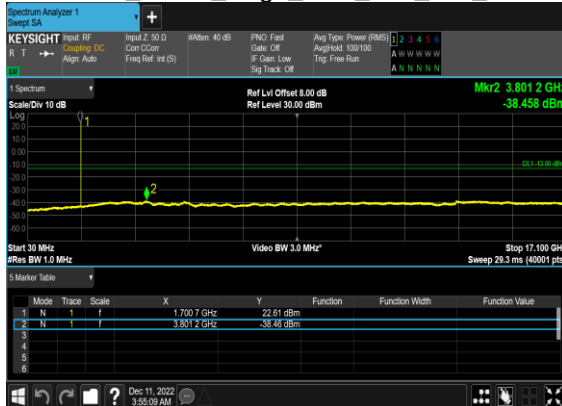 Spectrum Analyzer 1
Swept SA
+
KEYSIGHT Input: RF Input Z: 50 Ω #Atten: 40 dB PNO: Fast Avg Type: Power (RMS) 1 2 3 4 5 6
R T Coupling: DC Corr CCorr Gate: Off Avg|Hold: 100/100 A W W W W W
Align: Auto Freq Ref: Int (S) IF Gain: Low Trig: Free Run
Sig Track: Off A N N N N N
1 Spectrum Ref Lvl Offset 8.00 dB Mkr2 3.801 2 GHz
Scale/Div 10 dB Ref Level 30.00 dBm -38.458 dBm
Log
20.0
10.0
0.00
-10.0
DL1 -13.00 dBm
-20.0
-30.0
-40.0
-50.0
-60.0
1
2
Start 30 MHz Video BW 3.0 MHz* Stop 17.100 GHz
#Res BW 1.0 MHz Sweep 29.3 ms (40001 pts)
5 Marker Table
Mode Trace Scale X Y Function Function Width Function Value
1 N 1 f 1.700 7 GHz 22.61 dBm
2 N 1 f 3.801 2 GHz -38.46 dBm
3
4
5
6
? Dec 11, 2022
3:55:09 AM